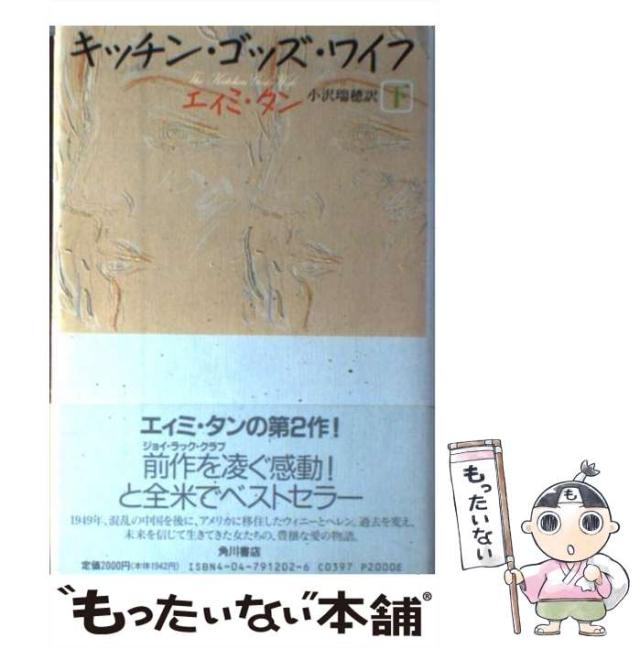 キッチン・ゴッズ・ワイフ
The Kitchen God's Wife
エィミ・タン 小沢瑞穂訳 下
エィミ・タンの第2作!
ジョイ・ラック・クラブ
前作を凌ぐ感動!
と全米でベストセラー
1949年、混乱の中国を後に、アメリカに移住したウィニーとヘレン。過去を変え、
未来を信じて生きてきた女たちの、豊穣な愛の物語。
角川書店
定価2000円(本体1942円) ISBN4-04-791202-6 C0397 P2000E
"もったいない"本舗®
もったいない
も